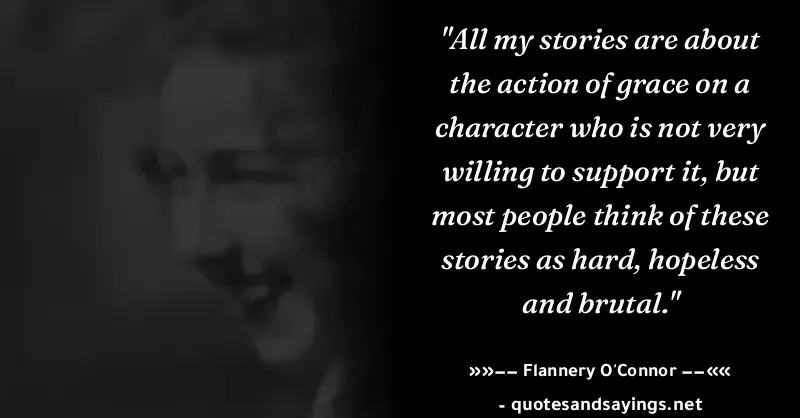 "All my stories are about
the action of grace on a
character who is not very
willing to support it, but
most people think of these
stories as hard, hopeless
and brutal."
»»−− Flannery O'Connor −−««
- quotesandsayings.net